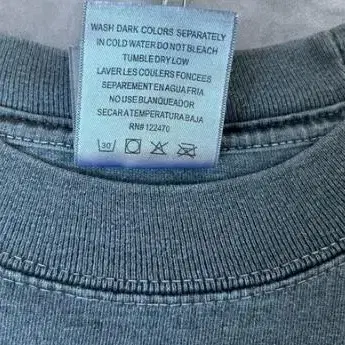 WASH DARK COLORS SEPARATELY
IN COLD WATER DO NOT BLEACH
TUMBLE DRY LOW
LAVER LES COULERS FONCEES
SEPAREMENT EN AGUA FRIA
NO USE BLANQUEADOR
SECAR A TEMPERATURA BAJA
RN# 122470
30